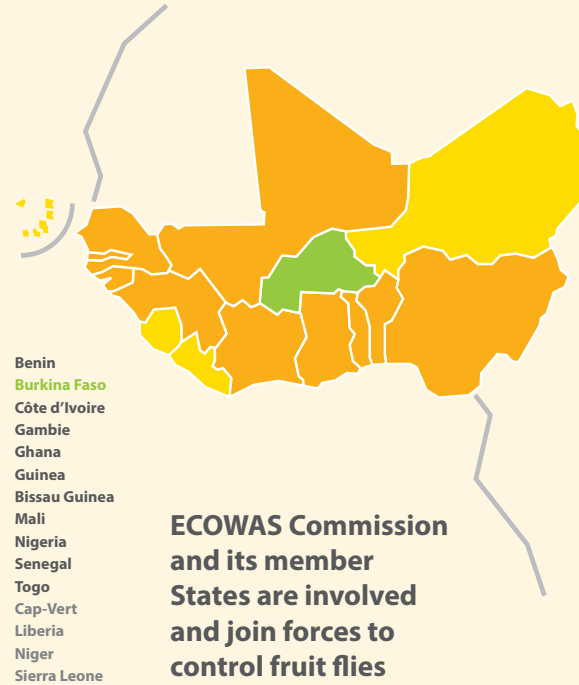 Benin
Burkina Faso
Côte d’Ivoire
Gambie
Ghana
Guinea
Bissau Guinea
Mali
Nigeria
Senegal
Togo
Cap-Vert
Liberia
Niger
Sierra Leone
ECOWAS Commission
and its member
States are involved
and join forces to
control fruit flies